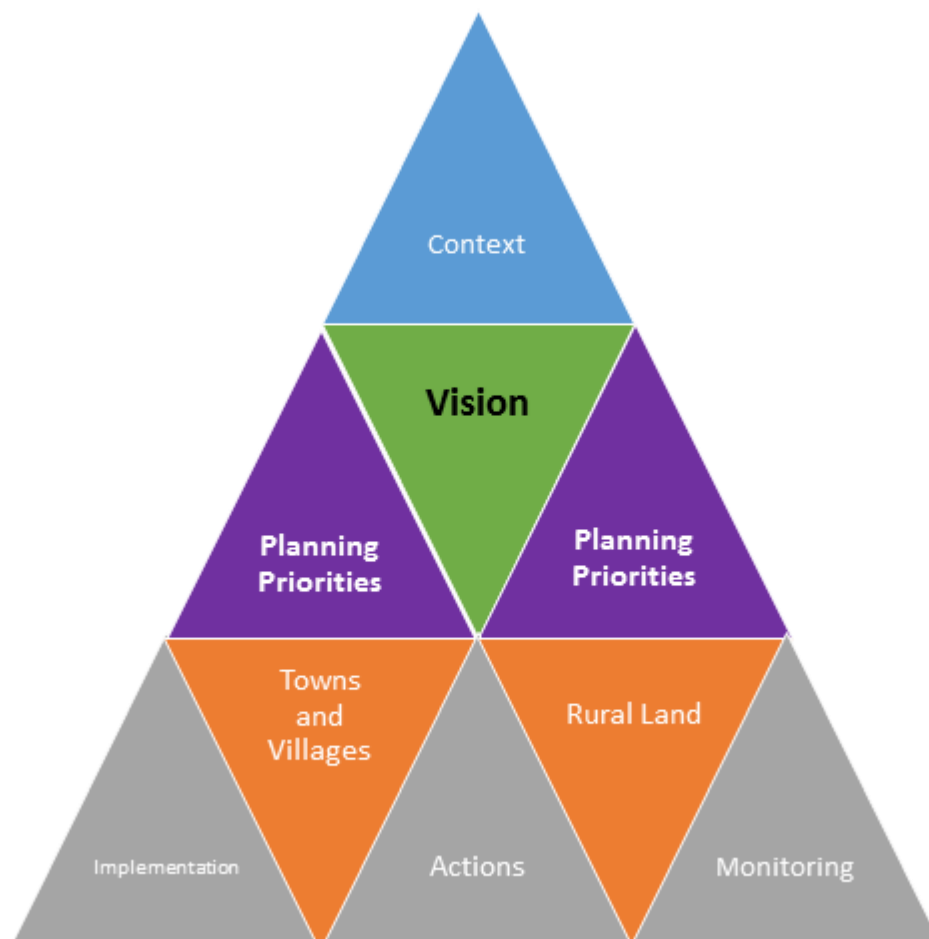 Context
Vision
Planning
Priorities
Planning
Priorities
Towns
and
Villages
Rural Land
Implementation
Actions
Monitoring